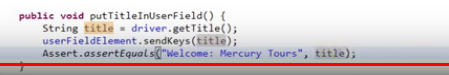 public void putTitleInUserField() {
String title = driver.getTitle();
userFieldElement.sendKeys(title);
Assert.assertEquals("Welcome: Mercury Tours", title);
}